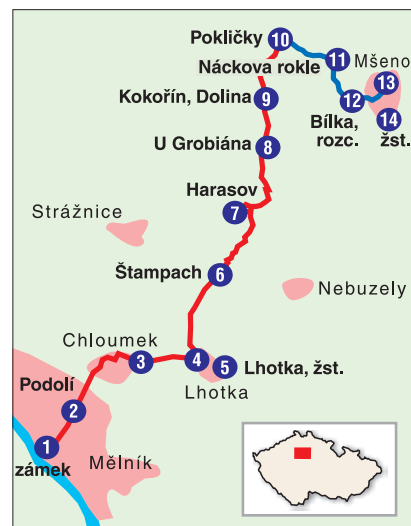 Pokličky
10
11
Mšeno
Náckova rokle
13
Kokořín, Dolina
9
12
14
Bílka,
rozc.
žst.
U Grobiána
8
Harasov
7
Strážnice
Štampach
6
Nebuzely
Chloumek
3
4
5
Lhotka, žst.
Lhotka
Podolí
2
1
zámek
Mělník